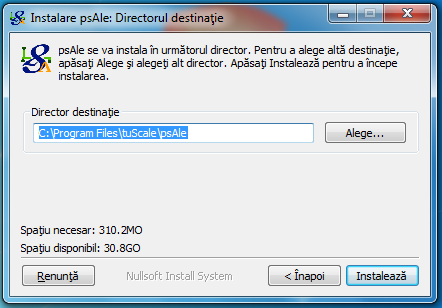 Instalare psAle: Directorul destinaţie
psAle se va instala în următorul director. Pentru a alege altă destinaţie,
apăsaţi Alege şi alegeţi alt director. Apăsaţi Instalează pentru a începe
instalarea.
Director destinaţie
C:\Program Files\tuScale\psAle
Alege...
Spaţiu necesar: 310.2MO
Spaţiu disponibil: 30.8GO
Renunţă
Nullsoft Install System
< Înapoi
Instalează